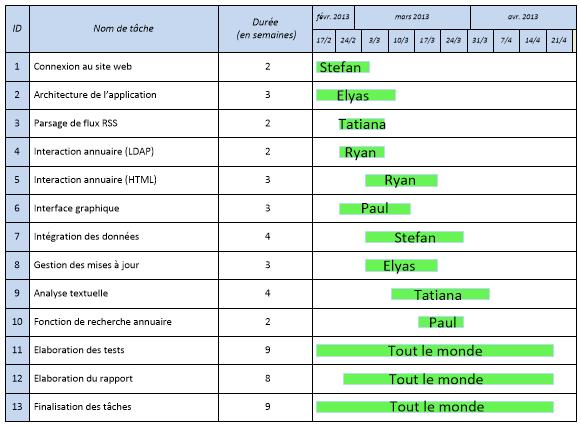 ID Nom de tâche Durée (en semaines) févr. 2013 mars 2013 avr. 2013
17/2 24/2 3/3 10/3 17/3 24/3 31/3 7/4 14/4 21/4
1 Connexion au site web 2 Stefan
2 Architecture de l'application 3 Elyas
3 Parsage de flux RSS 2 Tatiana
4 Interaction annuaire (LDAP) 2 Ryan
5 Interaction annuaire (HTML) 3 Ryan
6 Interface graphique 3 Paul
7 Intégration des données 4 Stefan
8 Gestion des mises à jour 3 Elyas
9 Analyse textuelle 4 Tatiana
10 Fonction de recherche annuaire 2 Paul
11 Elaboration des tests 9 Tout le monde
12 Elaboration du rapport 8 Tout le monde
13 Finalisation des tâches 9 Tout le monde